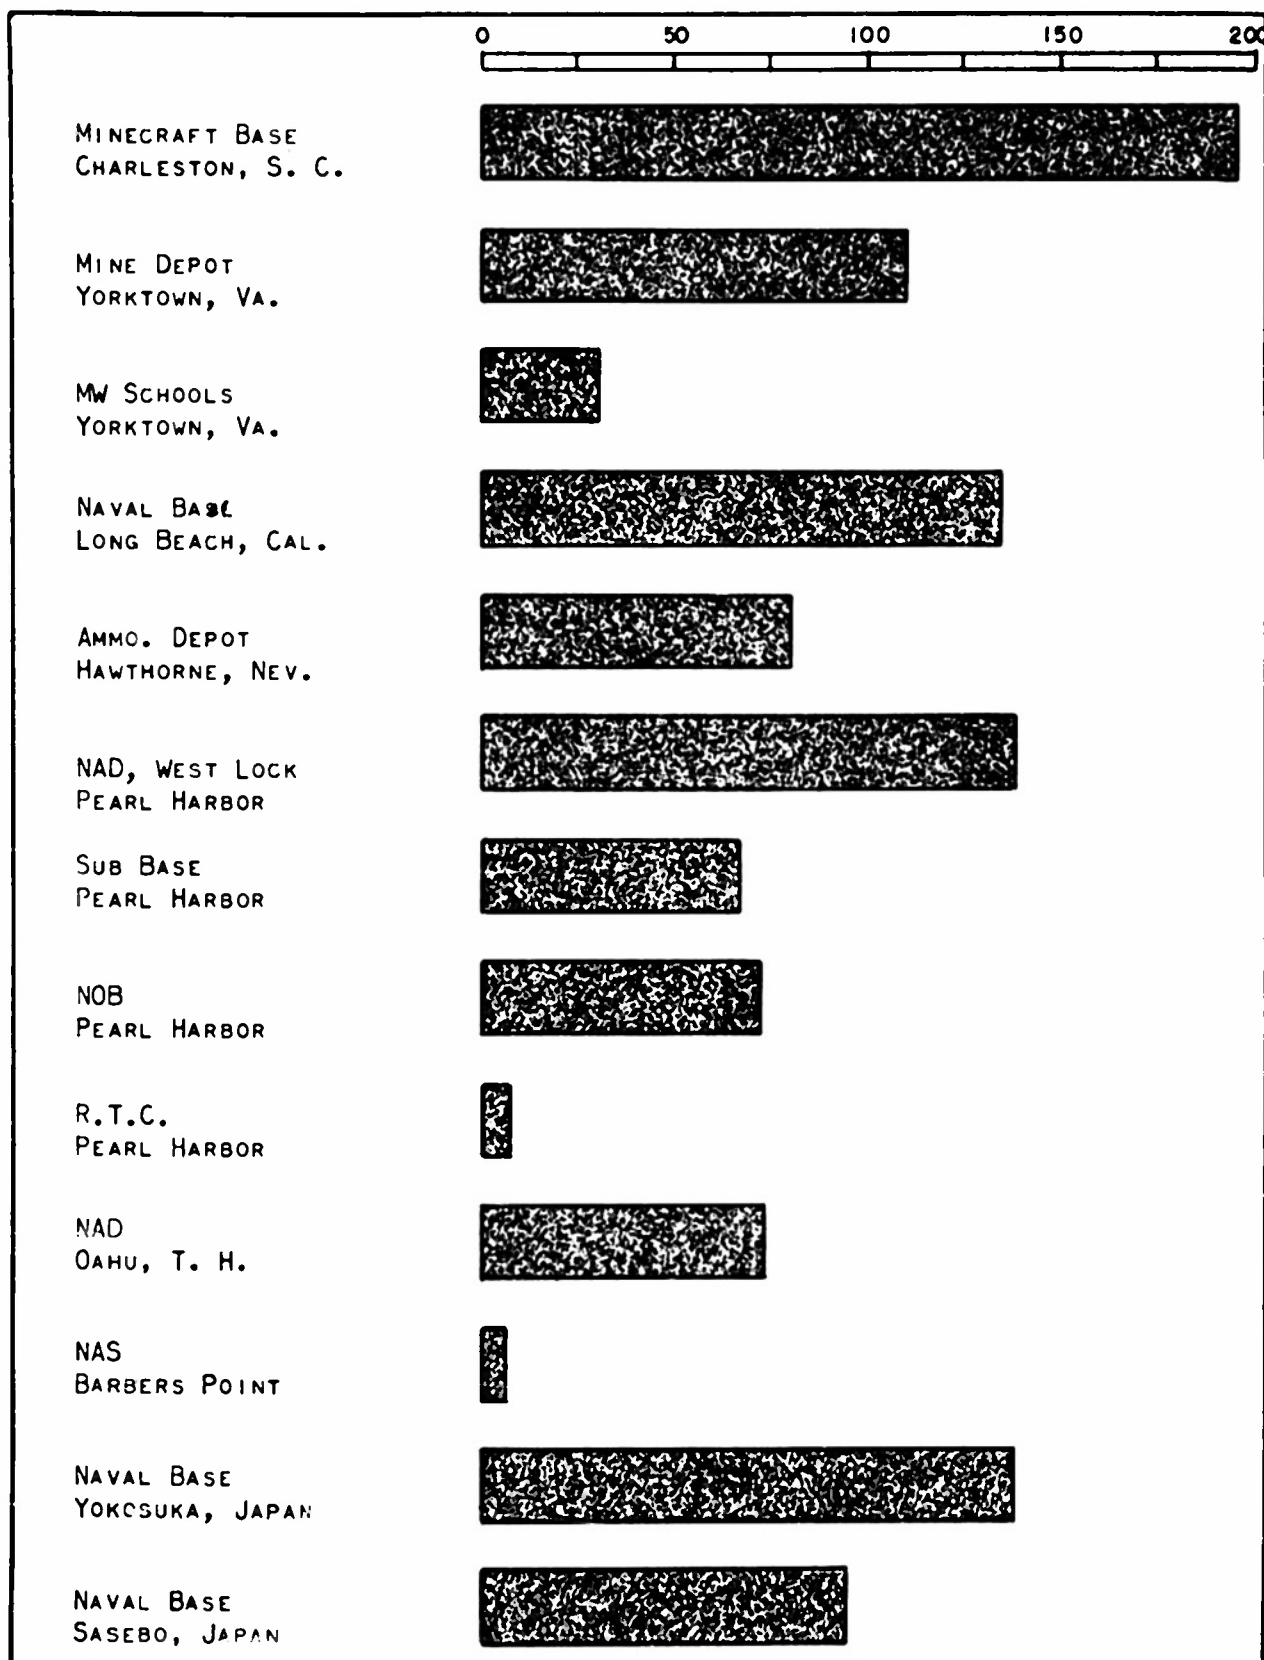 0 50 100 150 200
MINECRAFT BASE
CHARLESTON, S. C.
MINE DEPOT
YORKTOWN, VA.
MW SCHOOLS
YORKTOWN, VA.
NAVAL BASE
LONG BEACH, CAL.
AMMO. DEPOT
HAWTHORNE, NEV.
NAD, WEST LOCK
PEARL HARBOR
SUB BASE
PEARL HARBOR
NOB
PEARL HARBOR
R.T.C.
PEARL HARBOR
NAD
OAHU, T. H.
NAS
BARBERS POINT
NAVAL BASE
YOKOSUKA, JAPAN
NAVAL BASE
SASEBO, JAPAN